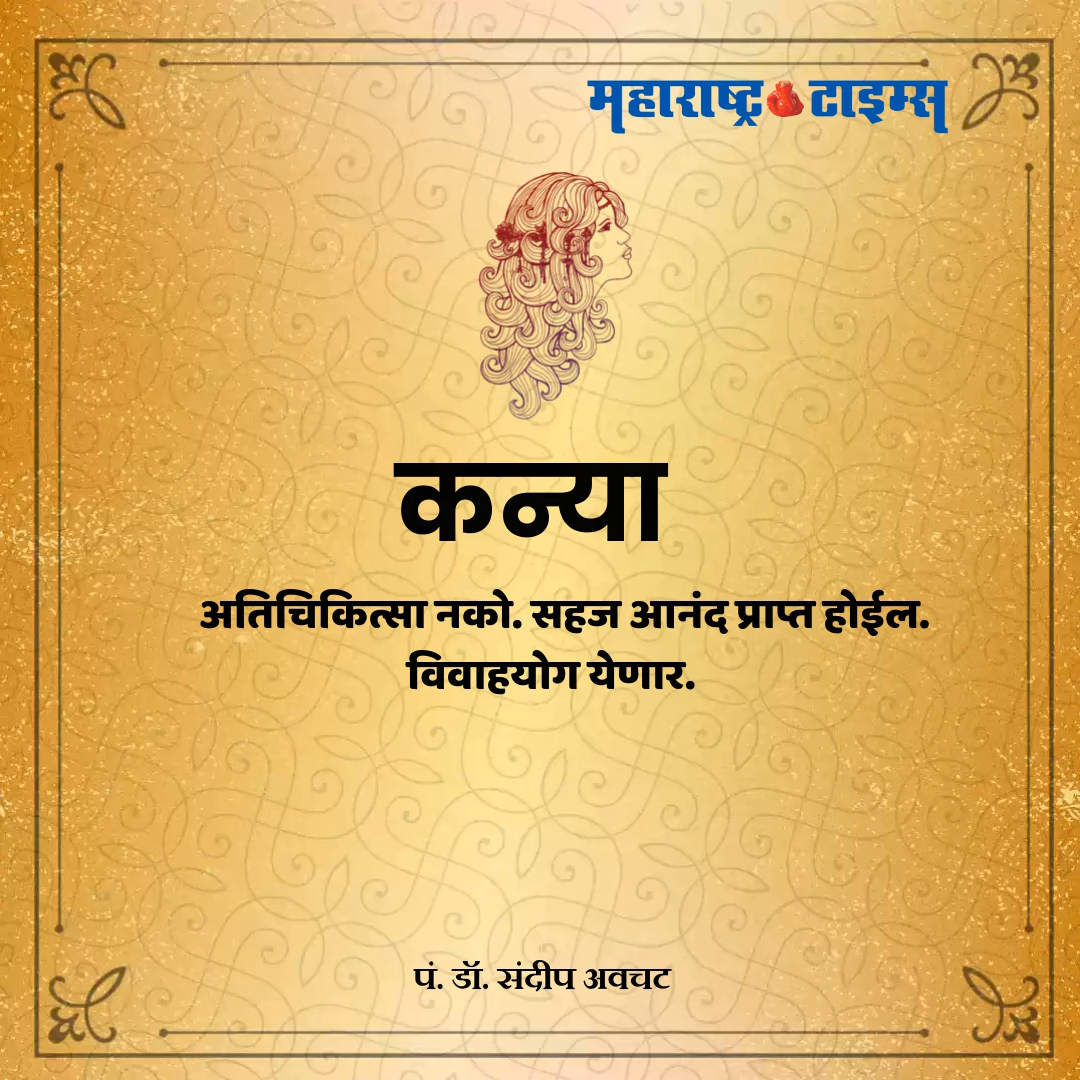 महाराष्ट्र टाइम्स
कन्या
अतिचिकित्सा नको. सहज आनंद प्राप्त होईल.
विवाहयोग येणार.
पं. डॉ. संदीप अवचट